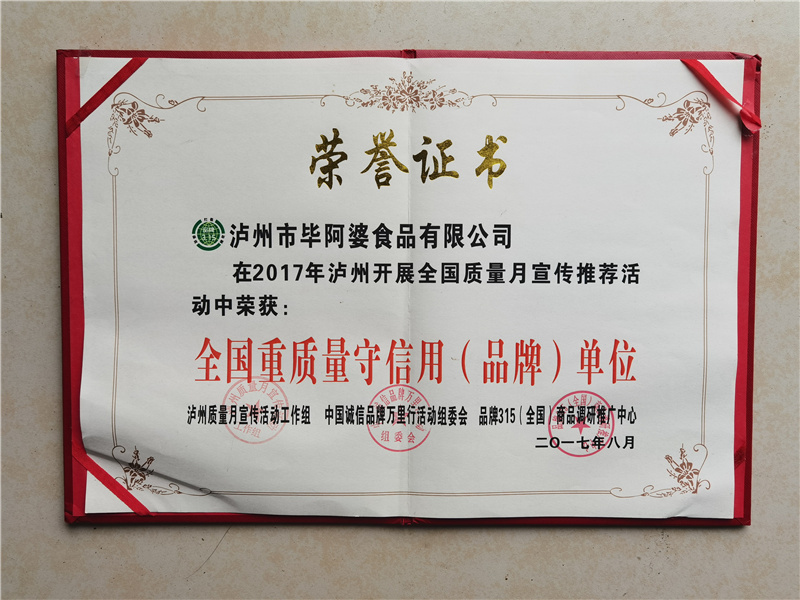 荣誉证书
泸州市毕阿婆食品有限公司
在2017年泸州开展全国质量月宣传推荐活
动中荣获：
全国重质量守信用（品牌）单位
泸州质量月宣传活动工作组 中国诚信品牌万里行活动组委会 品牌315（全国）商品调研推广中心
组委会
二〇一七年八月